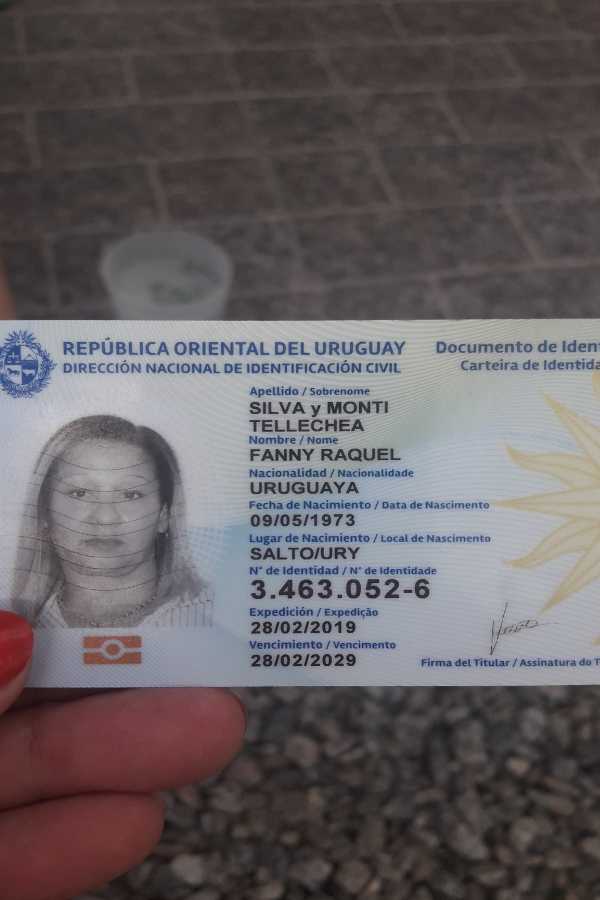 REPÚBLICA ORIENTAL DEL URUGUAY
DIRECCIÓN NACIONAL DE IDENTIFICACIÓN CIVIL
Documento de Ident
Carteira de Identida
Apellido / Sobrenome
SILVA y MONTI
TELLECHEA
Nombre / Nome
FANNY RAQUEL
Nacionalidad / Nacionalidade
URUGUAYA
Fecha de Nacimiento / Data de Nascimento
09/05/1973
Lugar de Nacimiento / Local de Nascimento
SALTO/URY
N° de Identidad / N° de Identidade
3.463.052-6
Expedición / Expedição
28/02/2019
Vencimiento / Vencimento
28/02/2029
Firma del Titular / Assinatura do T